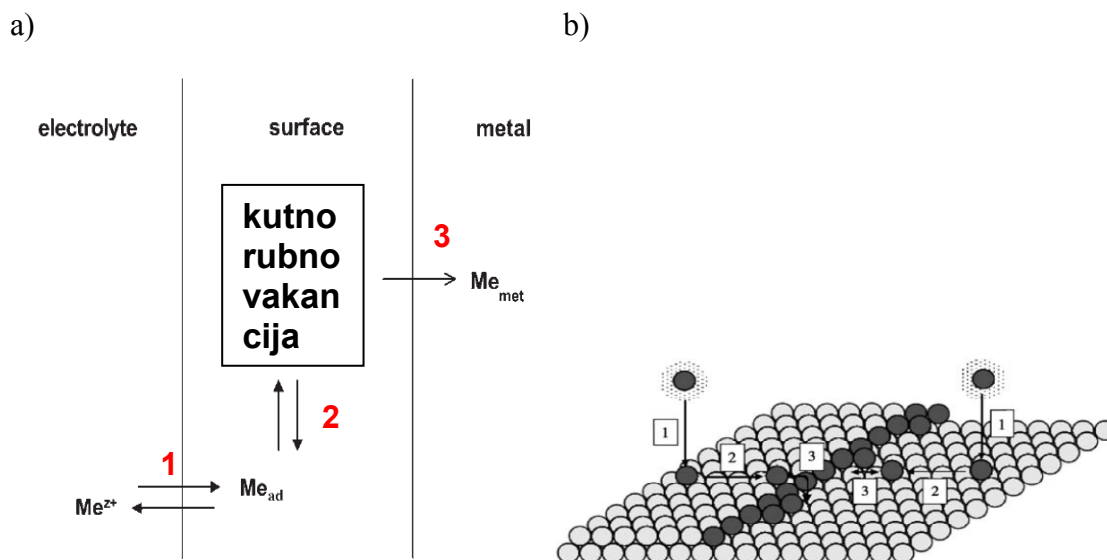 a)
b)
electrolyte surface metal
kutno
rubno
vakan
cija
3
Me met
2
1
Me ad
Me z+
1
2
3
3
2
1